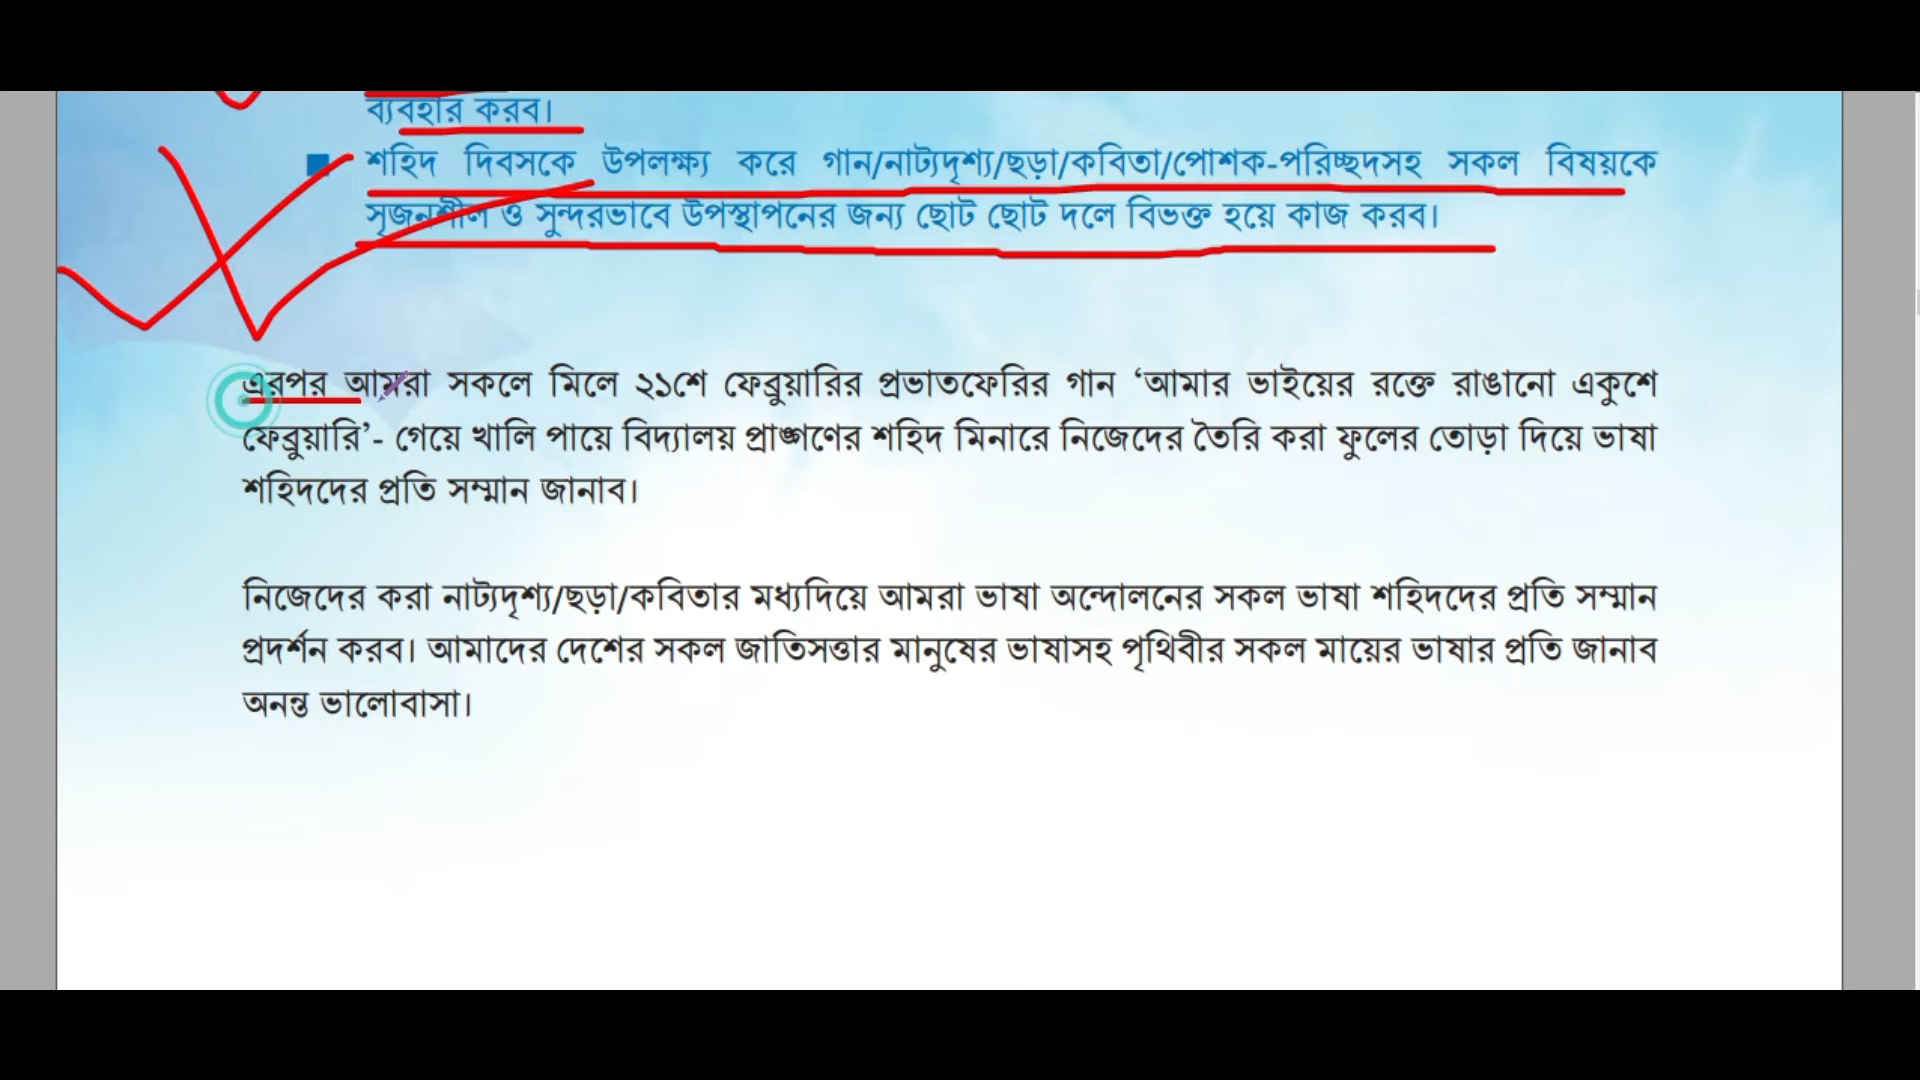 ব্যবহার করব।
■ শহিদ দিবসকে উপলক্ষ্য করে গান/নাট্যদৃশ্য/ছড়া/কবিতা/পোশক-পরিচ্ছদসহ সকল বিষয়কে
সৃজনশীল ও সুন্দরভাবে উপস্থাপনের জন্য ছোট ছোট দলে বিভক্ত হয়ে কাজ করব।
এরপর আমরা সকলে মিলে ২১শে ফেব্রুয়ারির প্রভাতফেরির গান ‘আমার ভাইয়ের রক্তে রাঙানো একুশে
ফেব্রুয়ারি’- গেয়ে খালি পায়ে বিদ্যালয় প্রাঙ্গণের শহিদ মিনারে নিজেদের তৈরি করা ফুলের তোড়া দিয়ে ভাষা
শহিদদের প্রতি সম্মান জানাব।
নিজেদের করা নাট্যদৃশ্য/ছড়া/কবিতার মধ্যদিয়ে আমরা ভাষা অন্দোলনের সকল ভাষা শহিদদের প্রতি সম্মান
প্রদর্শন করব। আমাদের দেশের সকল জাতিসত্তার মানুষের ভাষাসহ পৃথিবীর সকল মায়ের ভাষার প্রতি জানাব
অনন্ত ভালোবাসা।